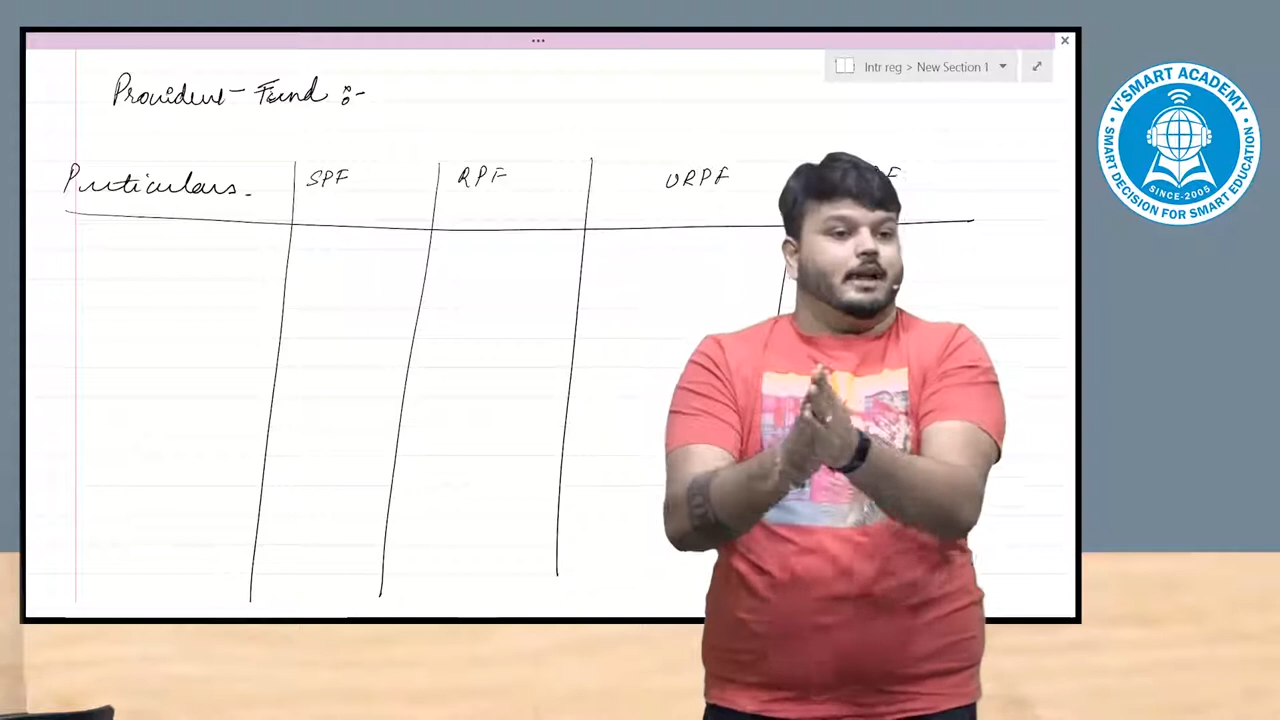 Intr reg > New Section 1
Provident Fund :-
Particulars. SPF RPF URPF
V'SMART ACADEMY
SMART DECISION FOR SMART EDUCATION
SINCE-2005